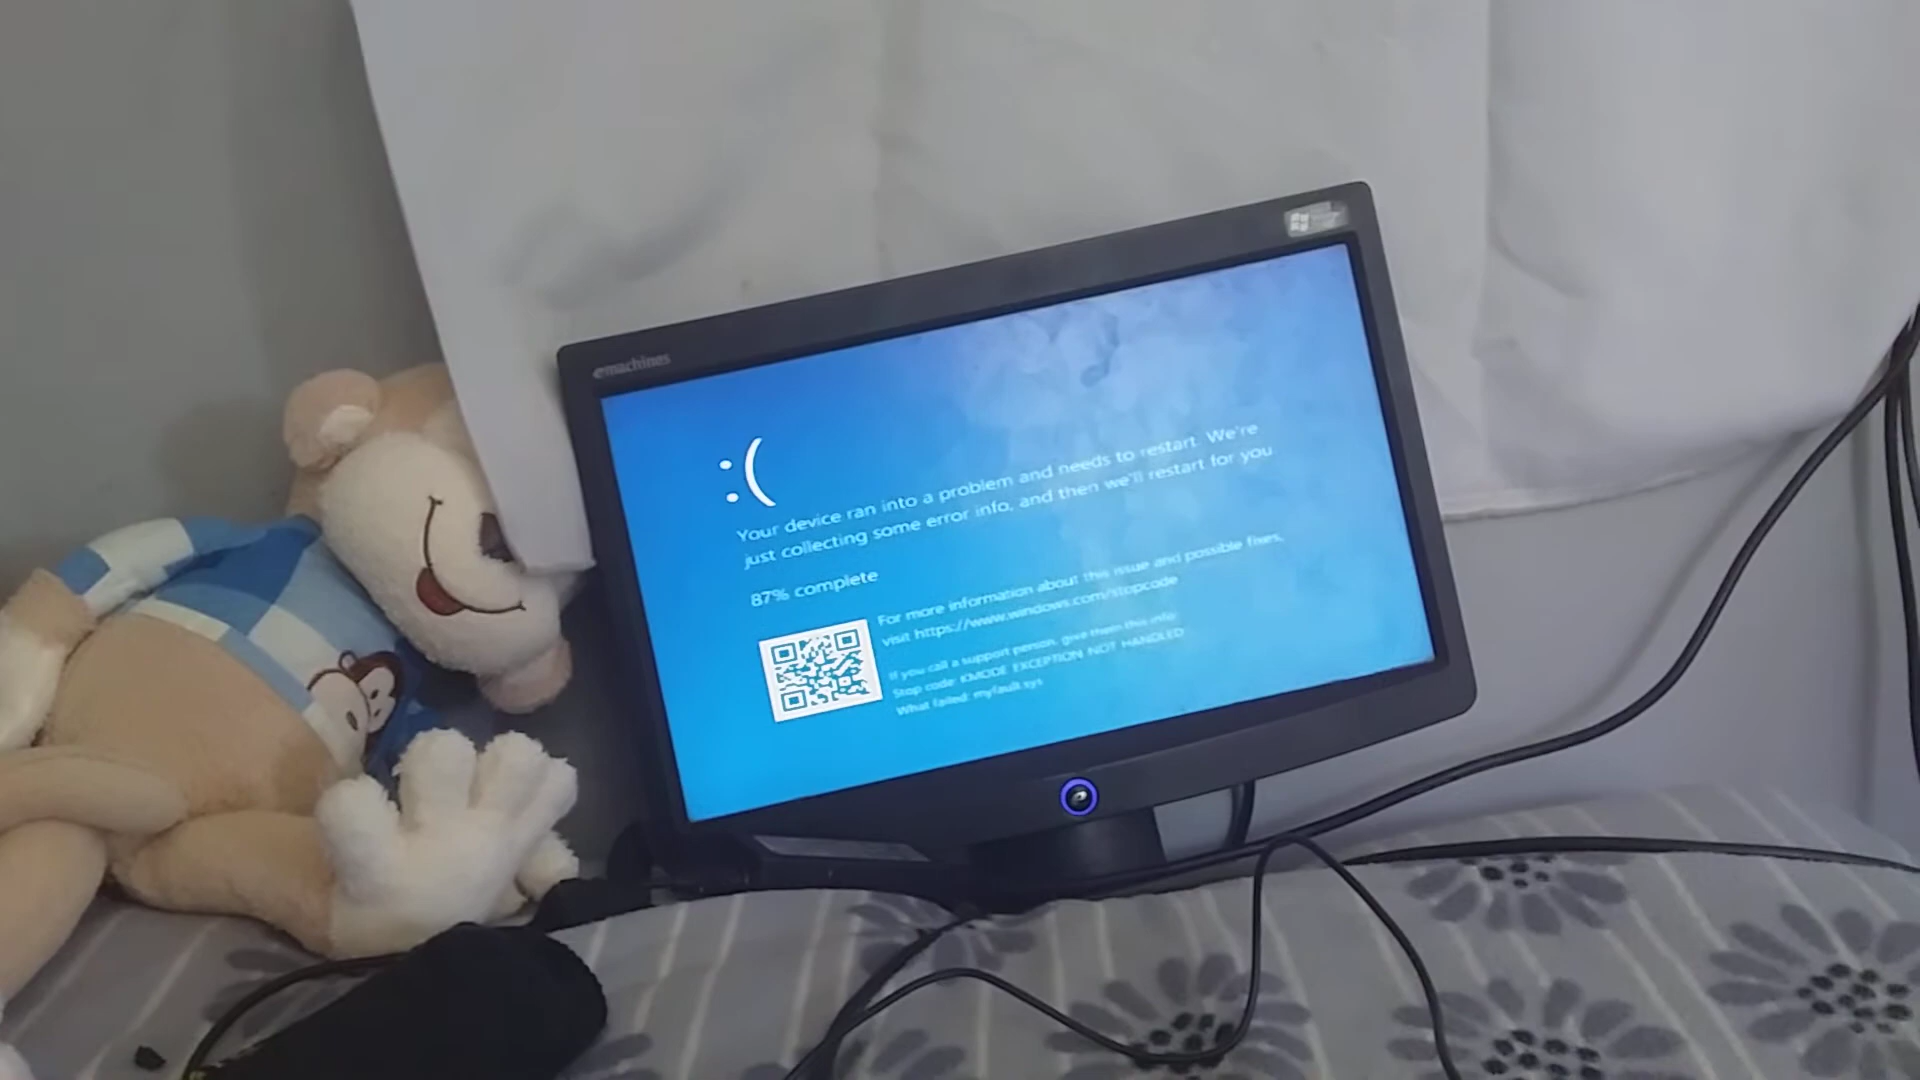 emachines
:(
Your device ran into a problem and needs to restart. We're
just collecting some error info, and then we'll restart for you
87% complete
For more information about this issue and possible fixes,
visit https://www.windows.com/stopcode
If you call a support person, give them this info:
Stop code: KMODE EXCEPTION NOT HANDLED
What failed: myfault.sys